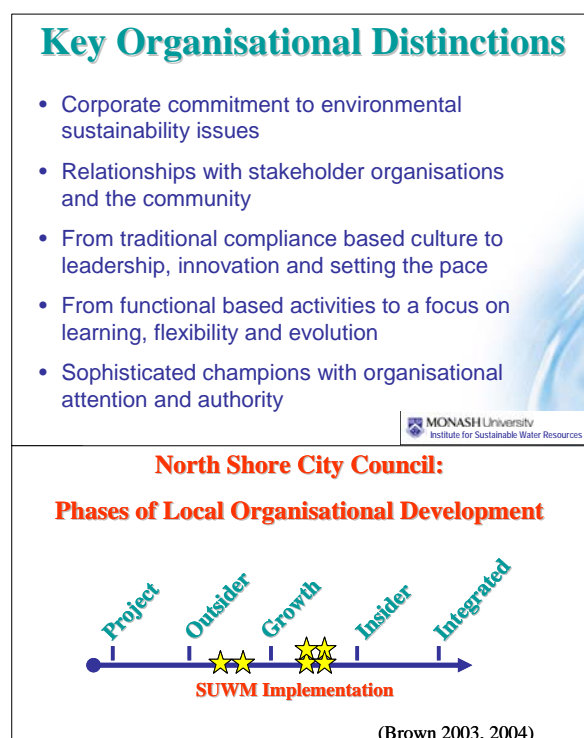 Key Organisational Distinctions
• Corporate commitment to environmental
sustainability issues
• Relationships with stakeholder organisations
and the community
• From traditional compliance based culture to
leadership, innovation and setting the pace
• From functional based activities to a focus on
learning, flexibility and evolution
• Sophisticated champions with organisational
attention and authority
MONASH University
Institute for Sustainable Water Resources
North Shore City Council:
Phases of Local Organisational Development
Project
Outsider
Growth
Insider
Integrated
SUWM Implementation
(Brown 2003, 2004)